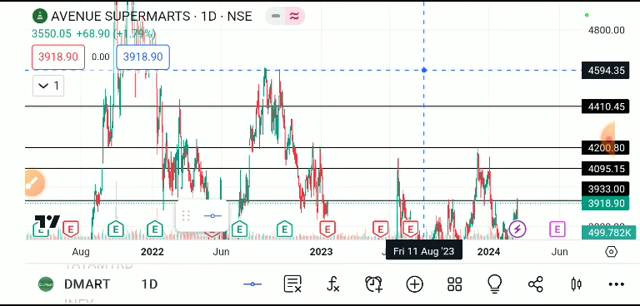 AVENUE SUPERMARTS · 1D · NSE
3550.05 +68.90 (+1.79%)
3918.90 0.00 3918.90
1
4800.00
4594.35
4410.45
4200.80
4095.15
3933.00
3918.90
499.782K
E E E E E E E E E
Aug 2022 Jun 2023 Fri 11 Aug '23 2024 Jun
DMART 1D